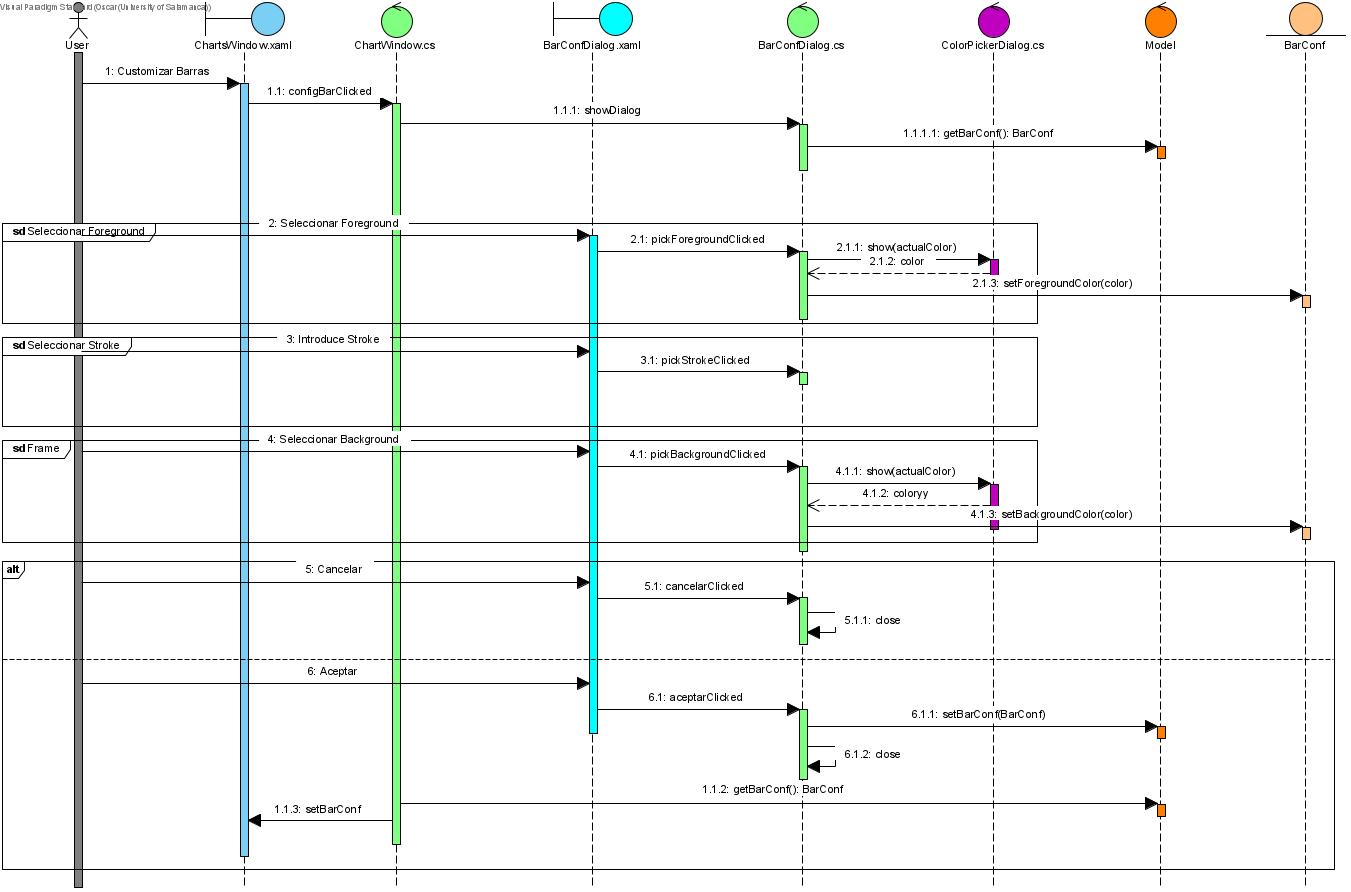 Visual Paradigm Standard(Oscar(University of Salamanca))
User
ChartsWindow.xaml
ChartWindow.cs
BarConfDialog.xaml
BarConfDialog.cs
ColorPickerDialog.cs
Model
BarConf
1: Customizar Barras
1.1: configBarClicked
1.1.1: showDialog
1.1.1.1: getBarConf(): BarConf
sd Seleccionar Foreground
2: Seleccionar Foreground
2.1: pickForegroundClicked
2.1.1: show(actualColor)
2.1.2: color
2.1.3: setForegroundColor(color)
sd Seleccionar Stroke
3: Introduce Stroke
3.1: pickStrokeClicked
sd Frame
4: Seleccionar Background
4.1: pickBackgroundClicked
4.1.1: show(actualColor)
4.1.2: coloryy
4.1.3: setBackgroundColor(color)
alt
5: Cancelar
5.1: cancelarClicked
5.1.1: close
6: Aceptar
6.1: aceptarClicked
6.1.1: setBarConf(BarConf)
6.1.2: close
1.1.2: getBarConf(): BarConf
1.1.3: setBarConf